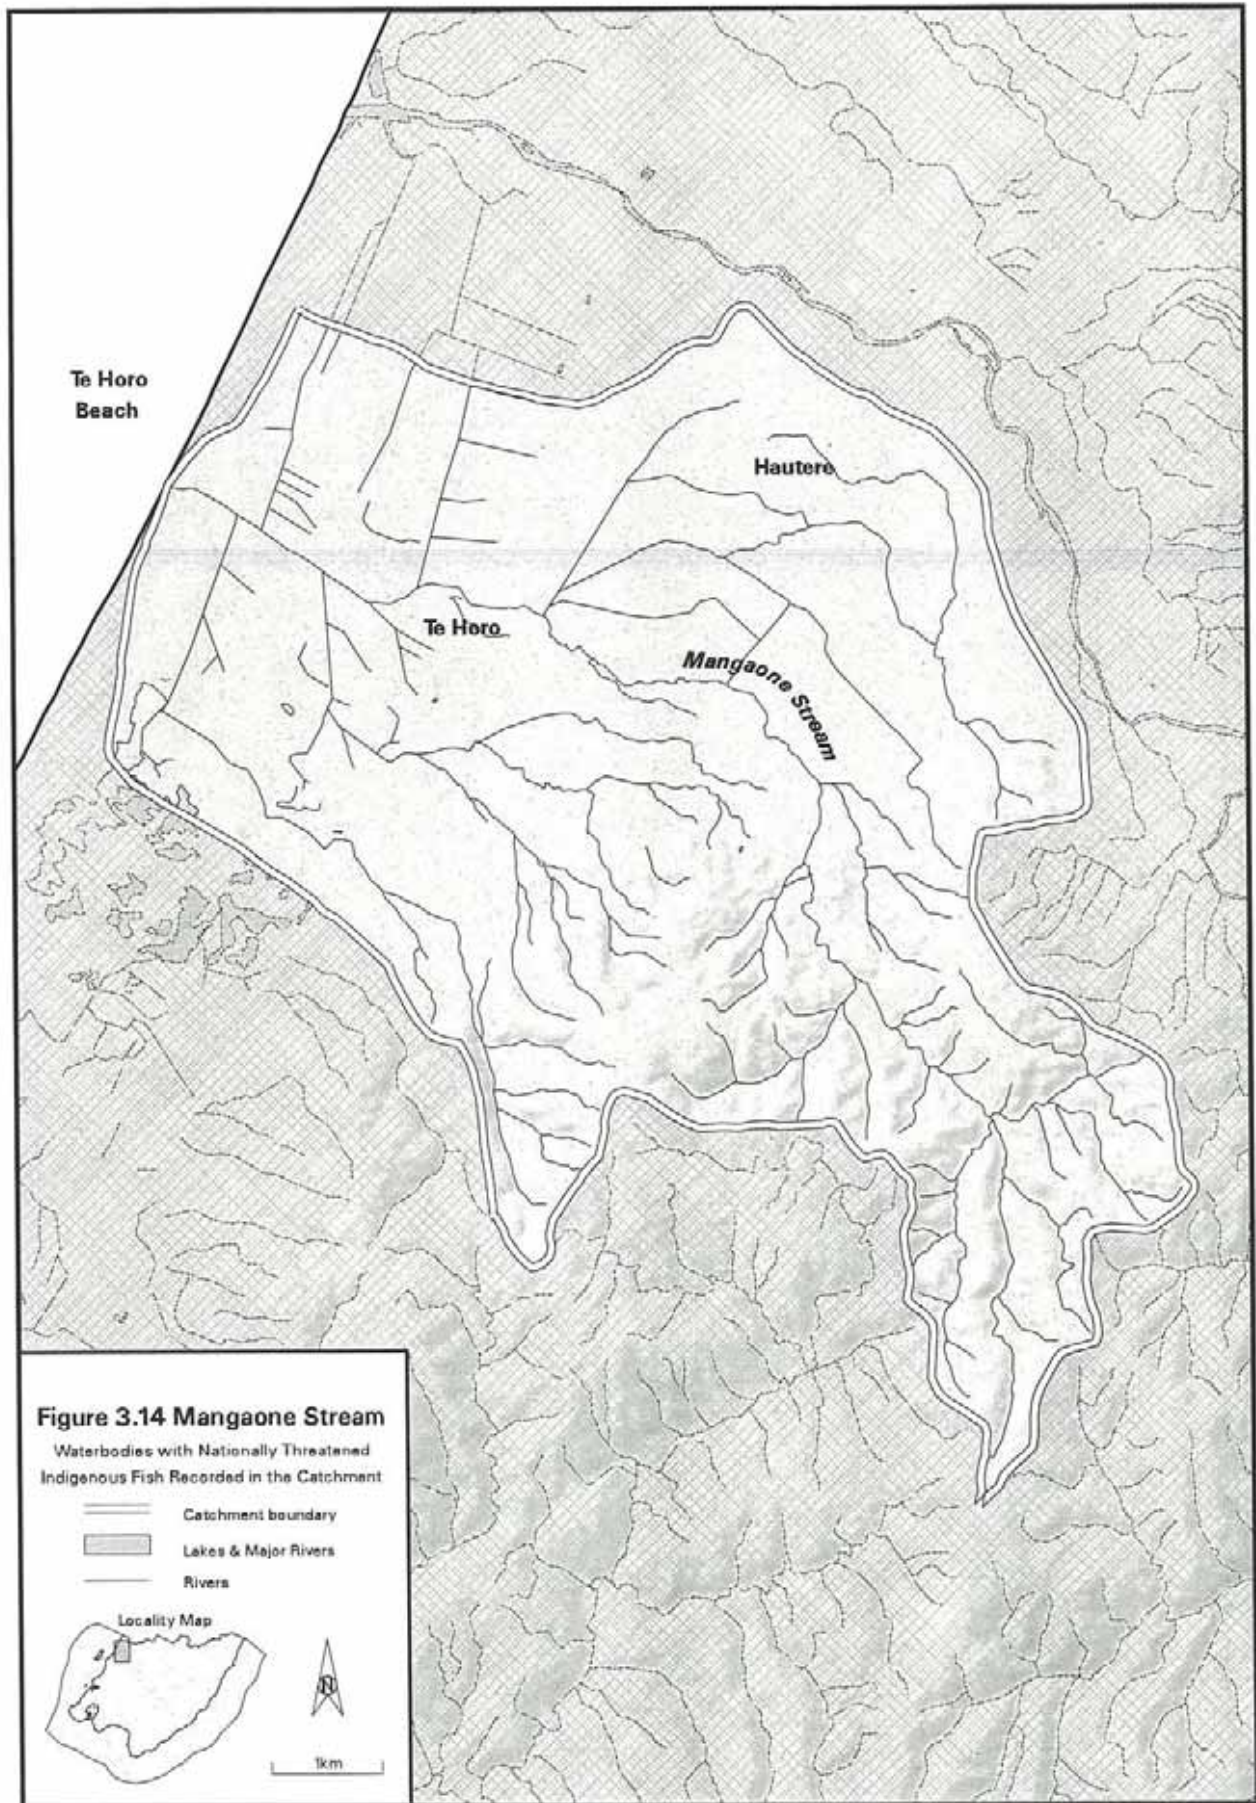 Te Horo
Beach
Hautere
Te Horo
Mangaone Stream
Figure 3.14 Mangaone Stream
Waterbodies with Nationally Threatened
Indigenous Fish Recorded in the Catchment
Catchment boundary
Lakes & Major Rivers
Rivers
Locality Map
N
1km